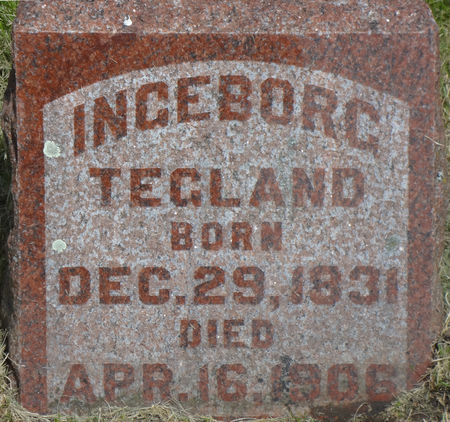 INGEBORG
TEGLAND
BORN
DEC. 29, 1831
DIED
APR. 16, 1906